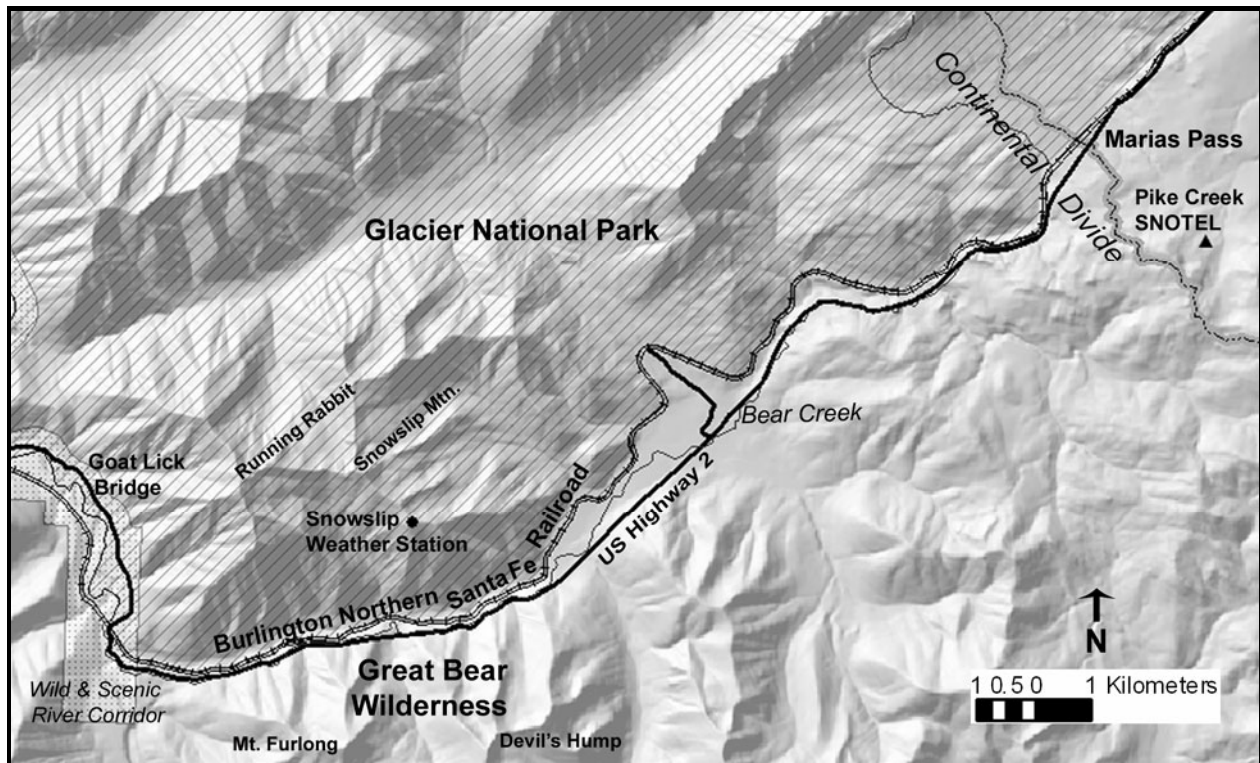 Continental
Divide
Marias Pass
Pike Creek
SNOTEL
Glacier National Park
Running Rabbit
Snowslip Mtn.
Bear Creek
Goat Lick
Bridge
Snowslip
Weather Station
US Highway 2
Burlington Northern Santa Fe Railroad
Great Bear
Wilderness
Wild & Scenic
River Corridor
Mt. Furlong
Devil's Hump
N
1 0.5 0 1 Kilometers